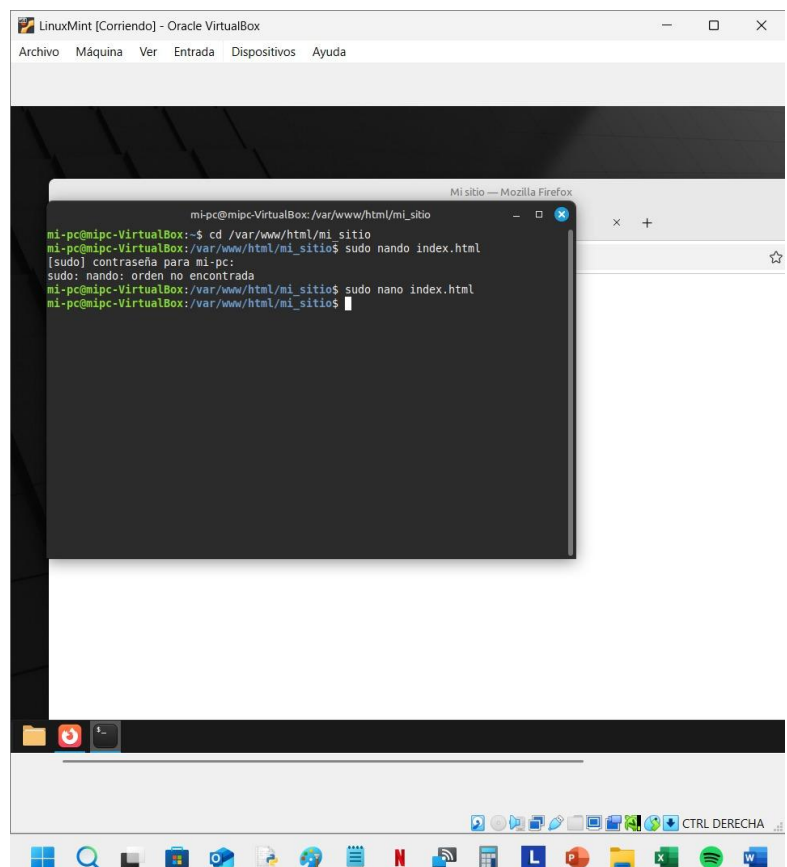 LinuxMint [Corriendo] - Oracle VirtualBox
Archivo Máquina Ver Entrada Dispositivos Ayuda
Mi sitio — Mozilla Firefox
mi-pc@mipc-VirtualBox: /var/www/html/mi_sitio
mi-pc@mipc-VirtualBox:~$ cd /var/www/html/mi_sitio
mi-pc@mipc-VirtualBox:/var/www/html/mi_sitio$ sudo nando index.html
[sudo] contraseña para mi-pc:
sudo: nando: orden no encontrada
mi-pc@mipc-VirtualBox:/var/www/html/mi_sitio$ sudo nano index.html
mi-pc@mipc-VirtualBox:/var/www/html/mi_sitio$
$_
CTRL DERECHA
N L P X W